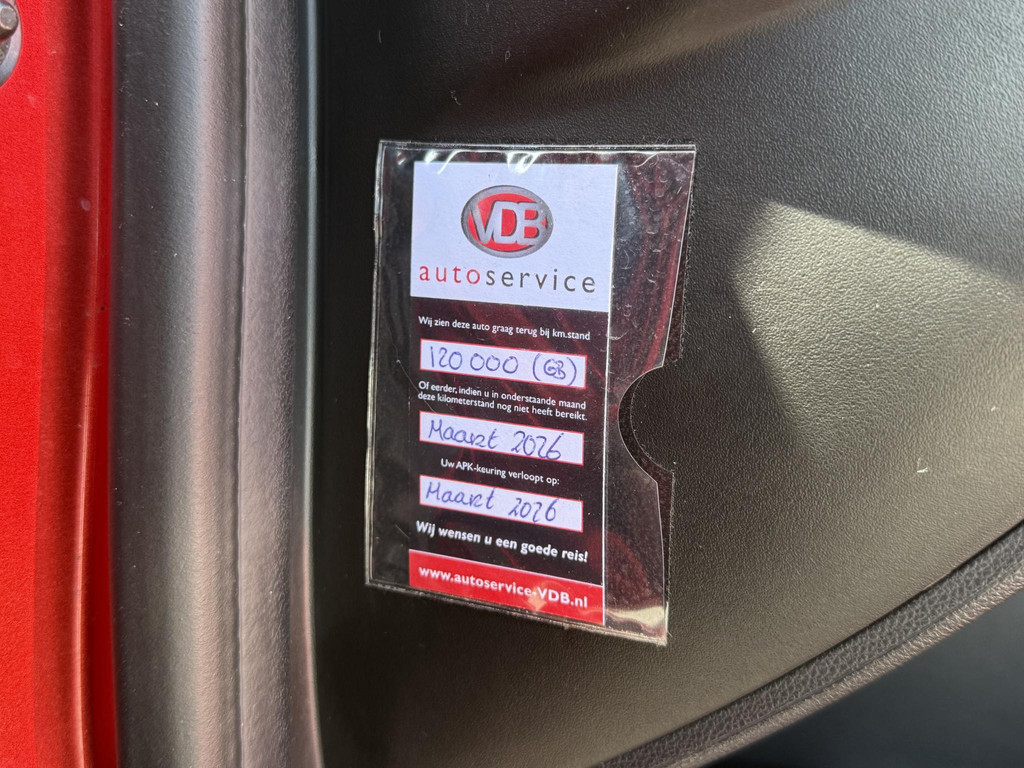 VDB
autoservice
Wij zien deze auto graag terug bij km.stand
120 000 (GB)
Of eerder, indien u in onderstaande maand
deze kilometerstand nog niet heeft bereikt.
Maart 2026
Uw APK-keuring verloopt op:
Maart 2026
Wij wensen u een goede reis!
www.autoservice-VDB.nl